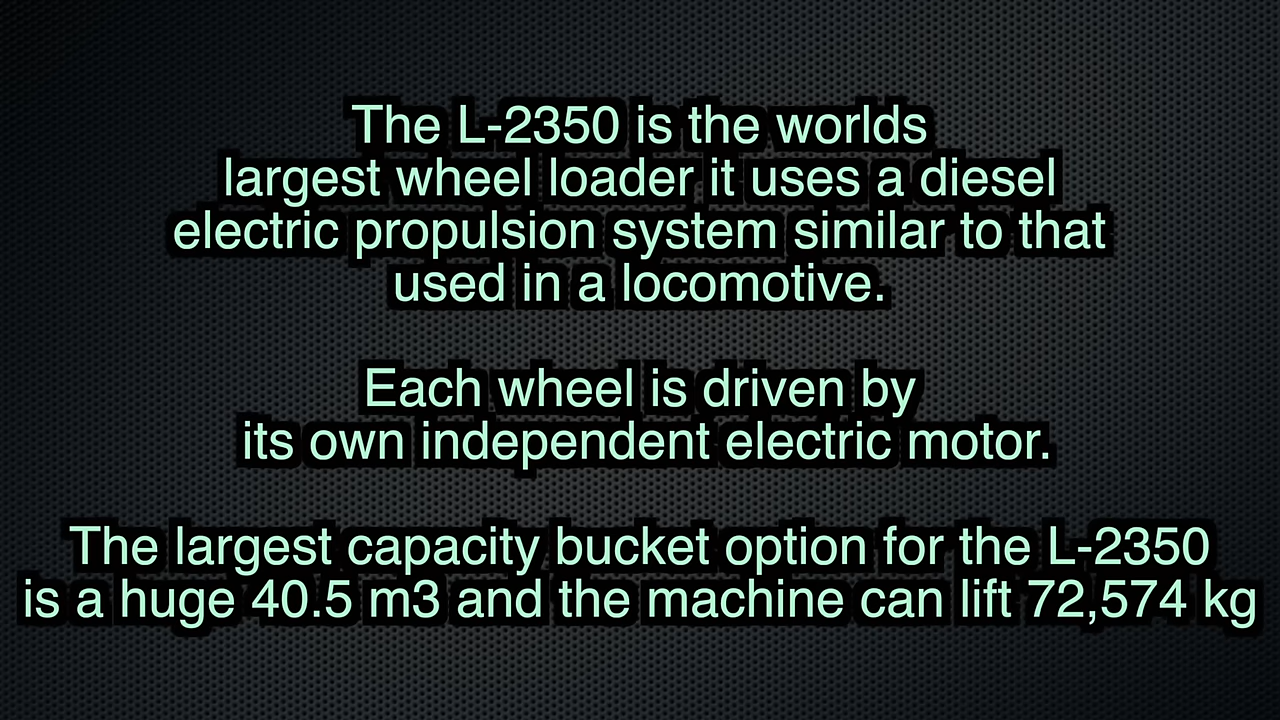 The L-2350 is the worlds
largest wheel loader it uses a diesel
electric propulsion system similar to that
used in a locomotive.
Each wheel is driven by
its own independent electric motor.
The largest capacity bucket option for the L-2350
is a huge 40.5 m3 and the machine can lift 72,574 kg